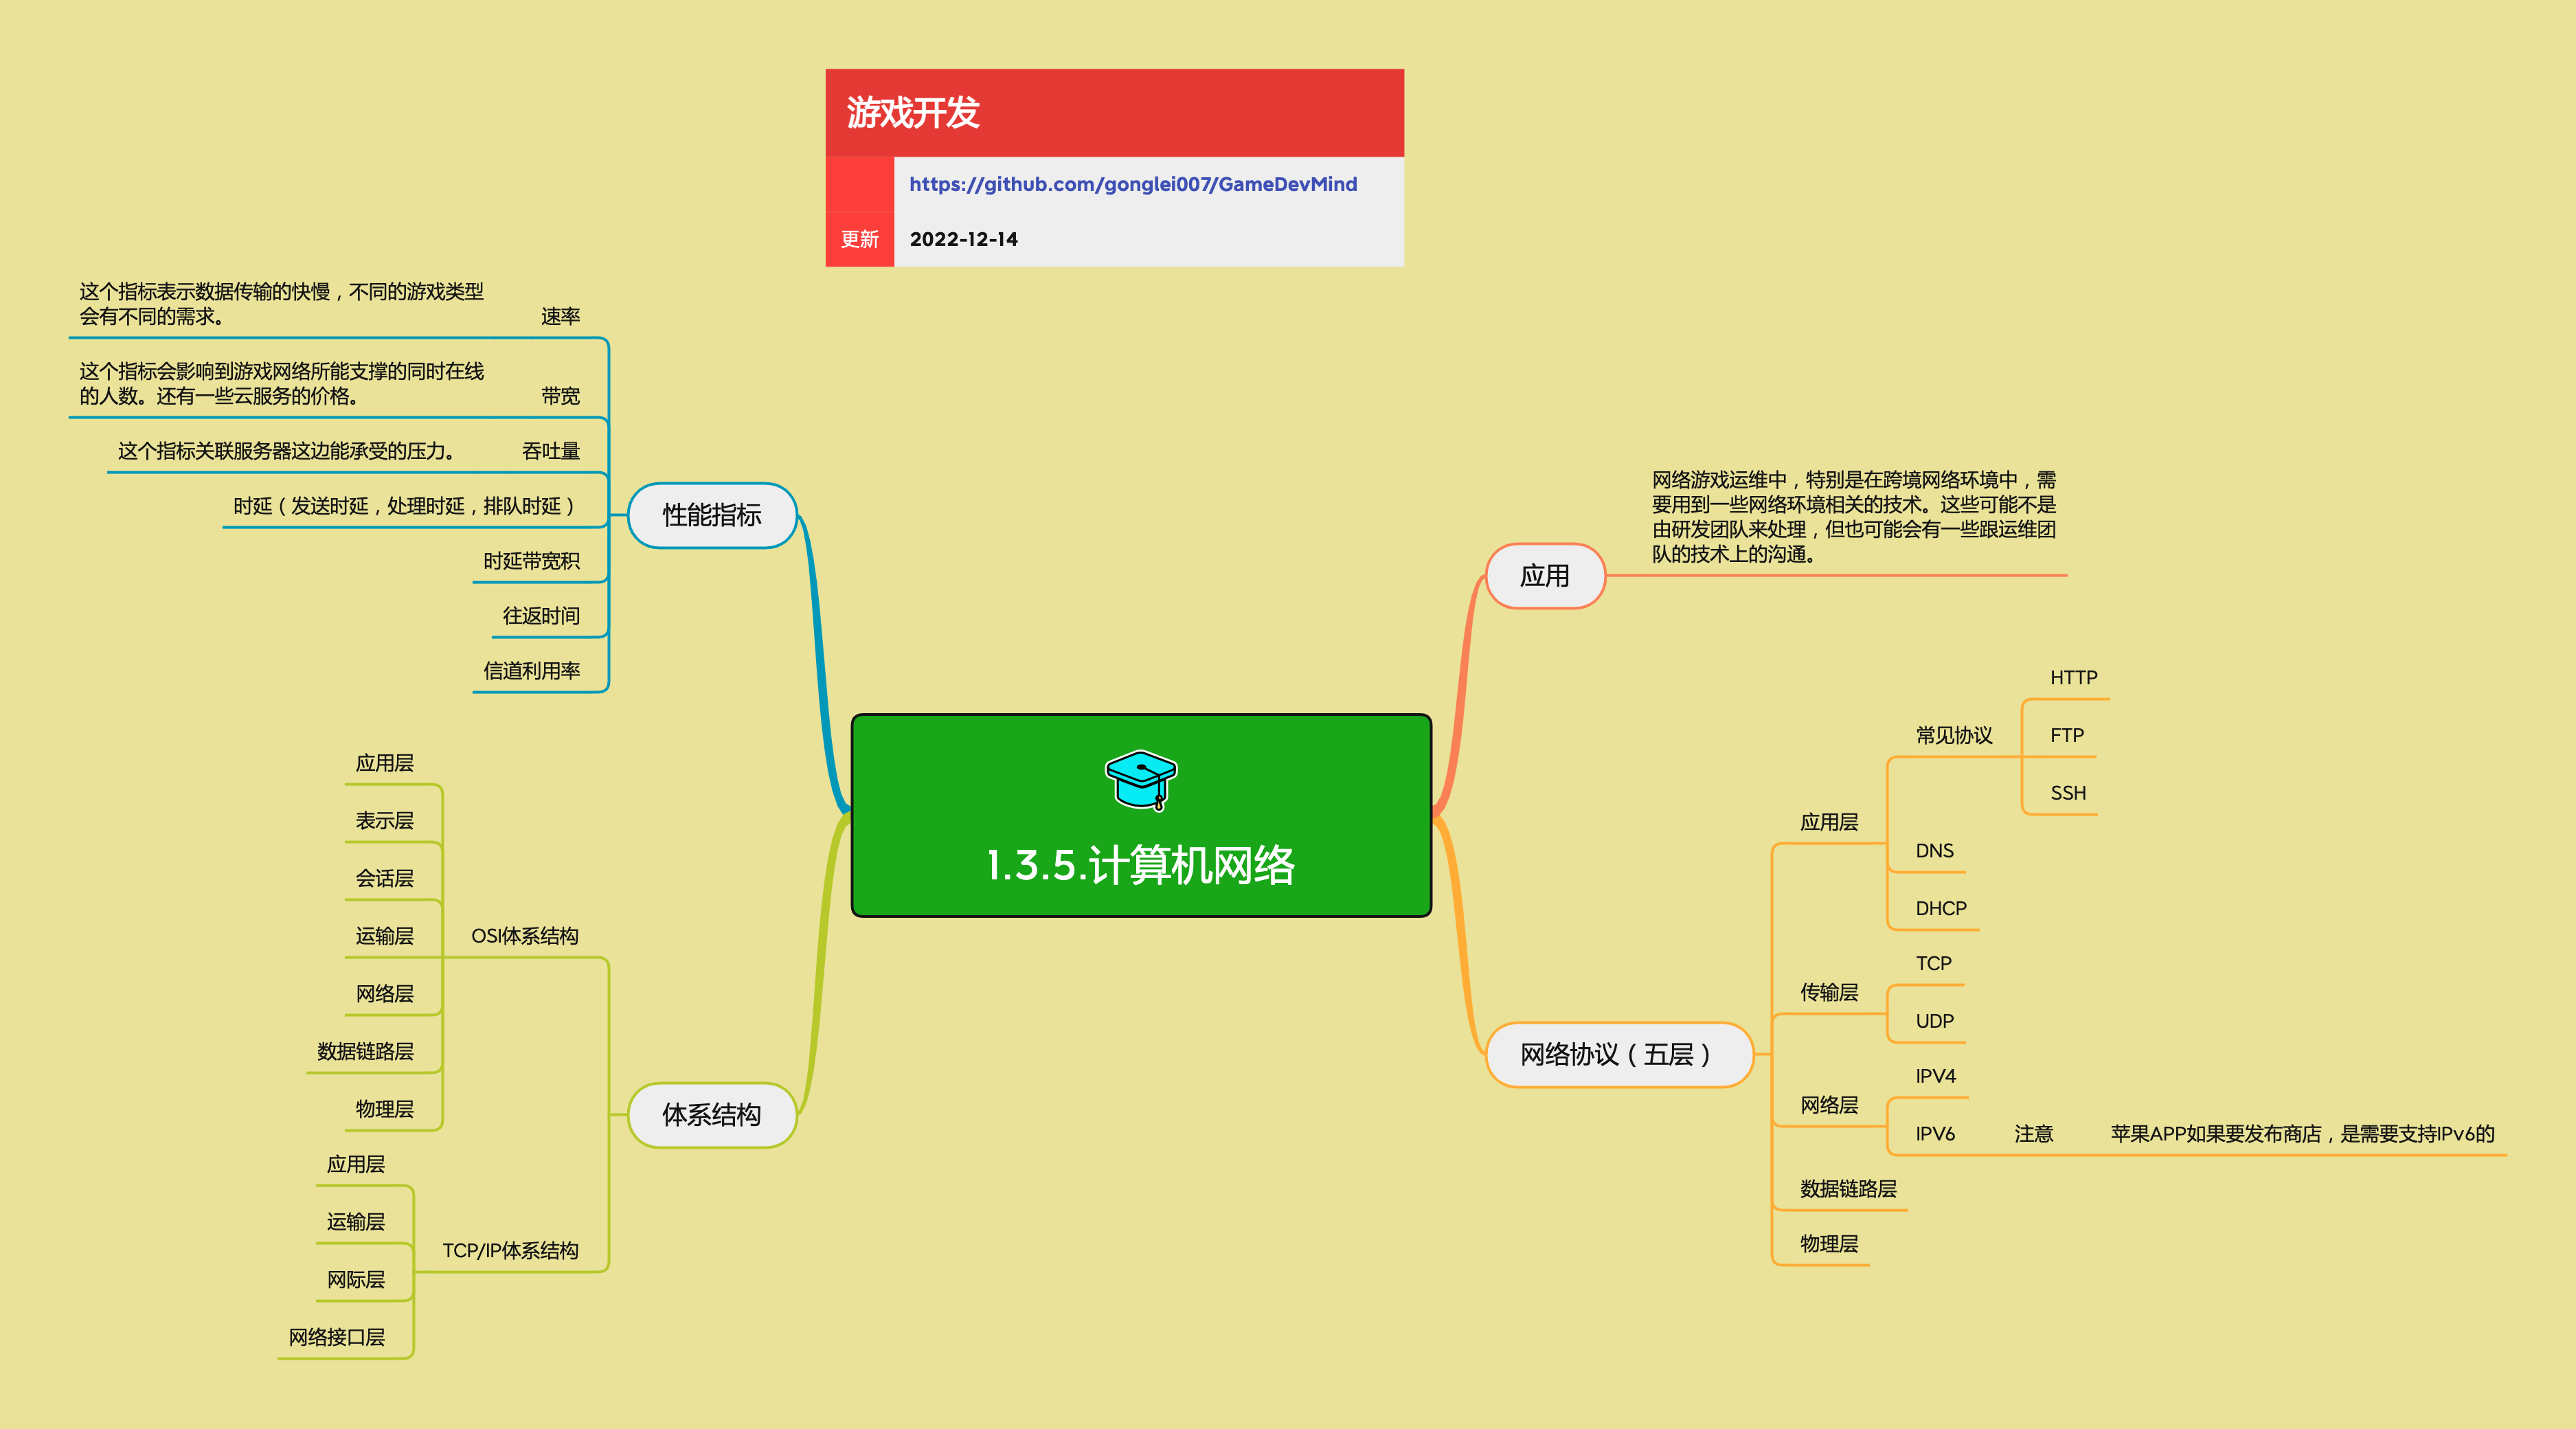 游戏开发
https://github.com/gonglei007/GameDevMind
更新
2022-12-14
1.3.5.计算机网络
应用
网络游戏运维中，特别是在跨境网络环境中，需
要用到一些网络环境相关的技术。这些可能不是
由研发团队来处理，但也可能会有一些跟运维团
队的技术上的沟通。
网络协议（五层）
应用层
常见协议
HTTP
FTP
SSH
DNS
DHCP
传输层
TCP
UDP
网络层
IPV4
IPV6
注意
苹果APP如果要发布商店，是需要支持IPv6的
数据链路层
物理层
性能指标
速率
这个指标表示数据传输的快慢，不同的游戏类型
会有不同的需求。
带宽
这个指标会影响到游戏网络所能支撑的同时在线
的人数。还有一些云服务的价格。
吞吐量
这个指标关联服务器这边能承受的压力。
时延（发送时延，处理时延，排队时延）
时延带宽积
往返时间
信道利用率
体系结构
OSI体系结构
应用层
表示层
会话层
运输层
网络层
数据链路层
物理层
TCP/IP体系结构
应用层
运输层
网际层
网络接口层